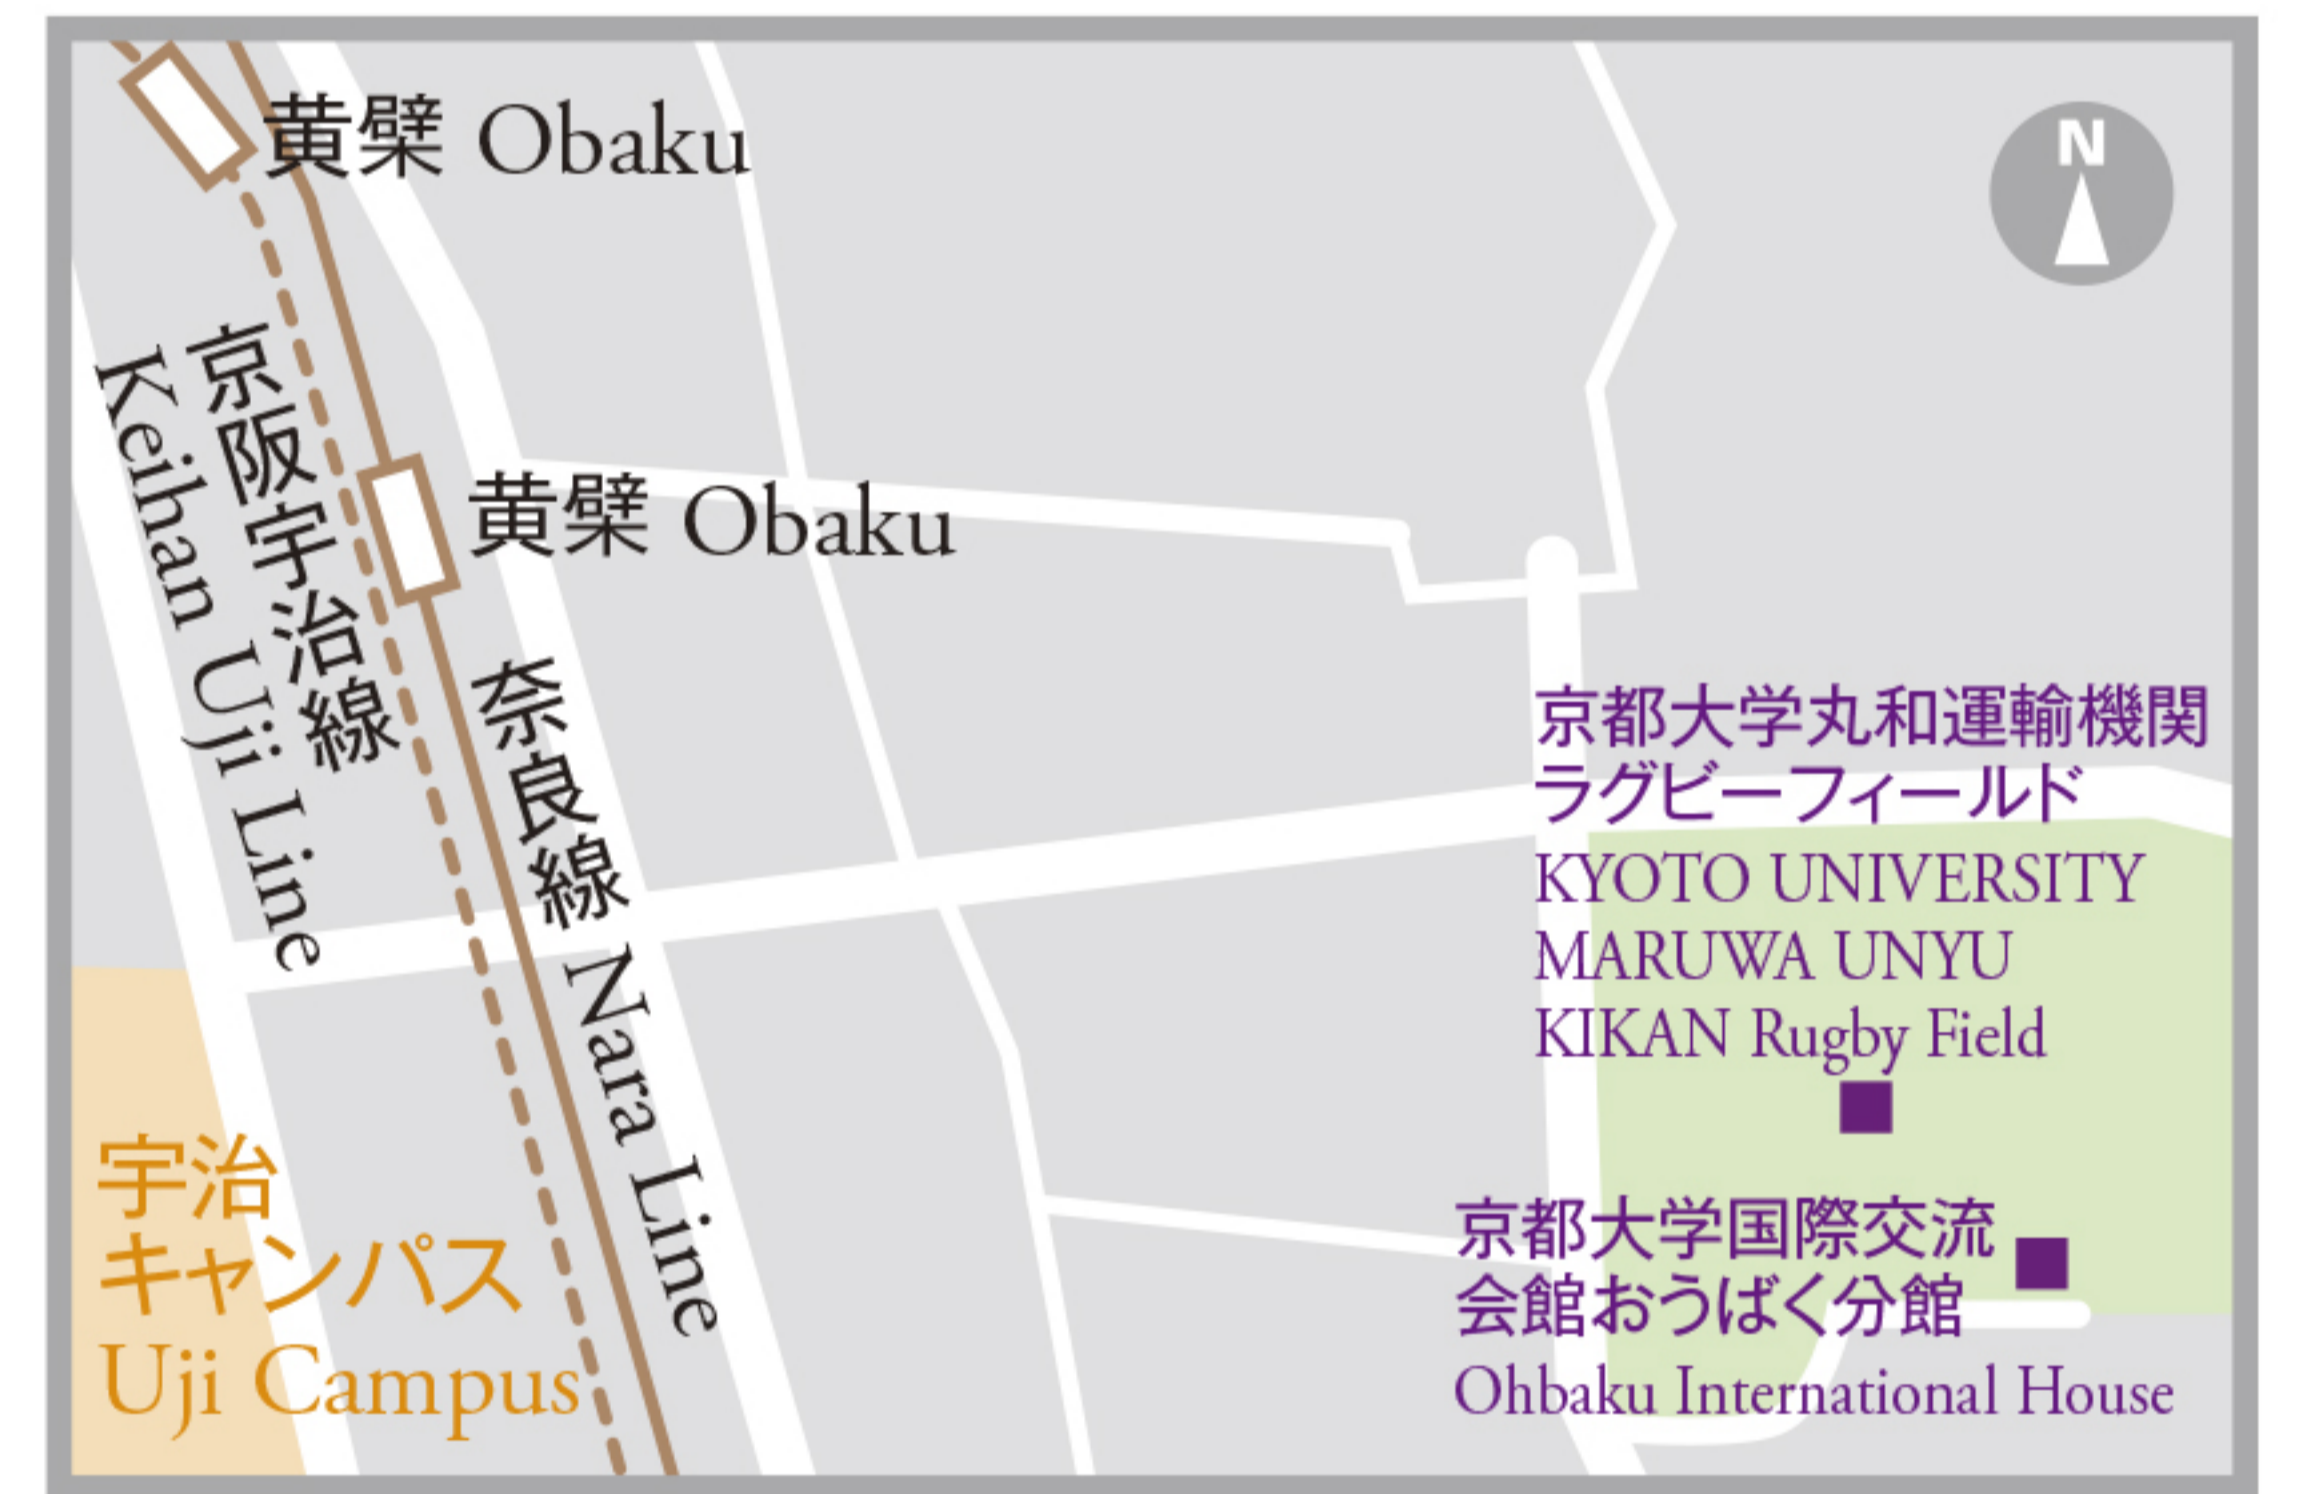 N
黄檗 Obaku
京阪宇治線
Keihan Uji Line
黄檗 Obaku
奈良線 Nara Line
京都大学丸和運輸機関
ラグビーフィールド
KYOTO UNIVERSITY
MARUWA UNYU
KIKAN Rugby Field
宇治
キャンパス
Uji Campus
京都大学国際交流
会館おうばく分館
Ohbaku International House